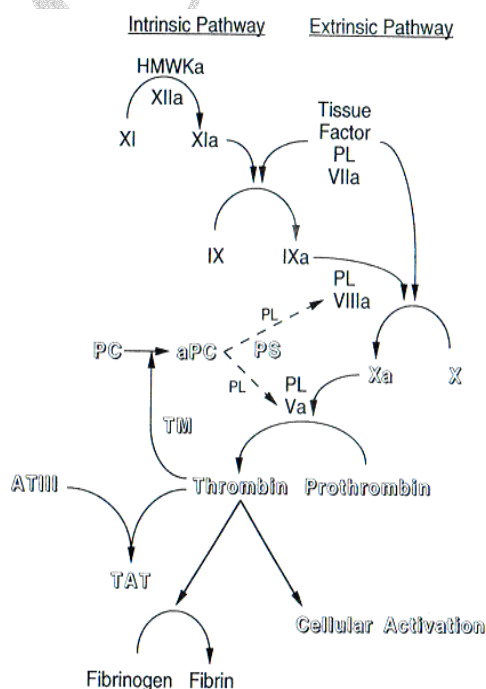 Intrinsic Pathway Extrinsic Pathway
HMWKa
XIIa
XI XIa
Tissue
Factor
PL
VIIa
IX IXa
PL
VIIIa
PL
PC aPC PS
PL
PL
Va
Xa X
TM
ATIII Thrombin Prothrombin
TAT
Cellular Activation
Fibrinogen Fibrin